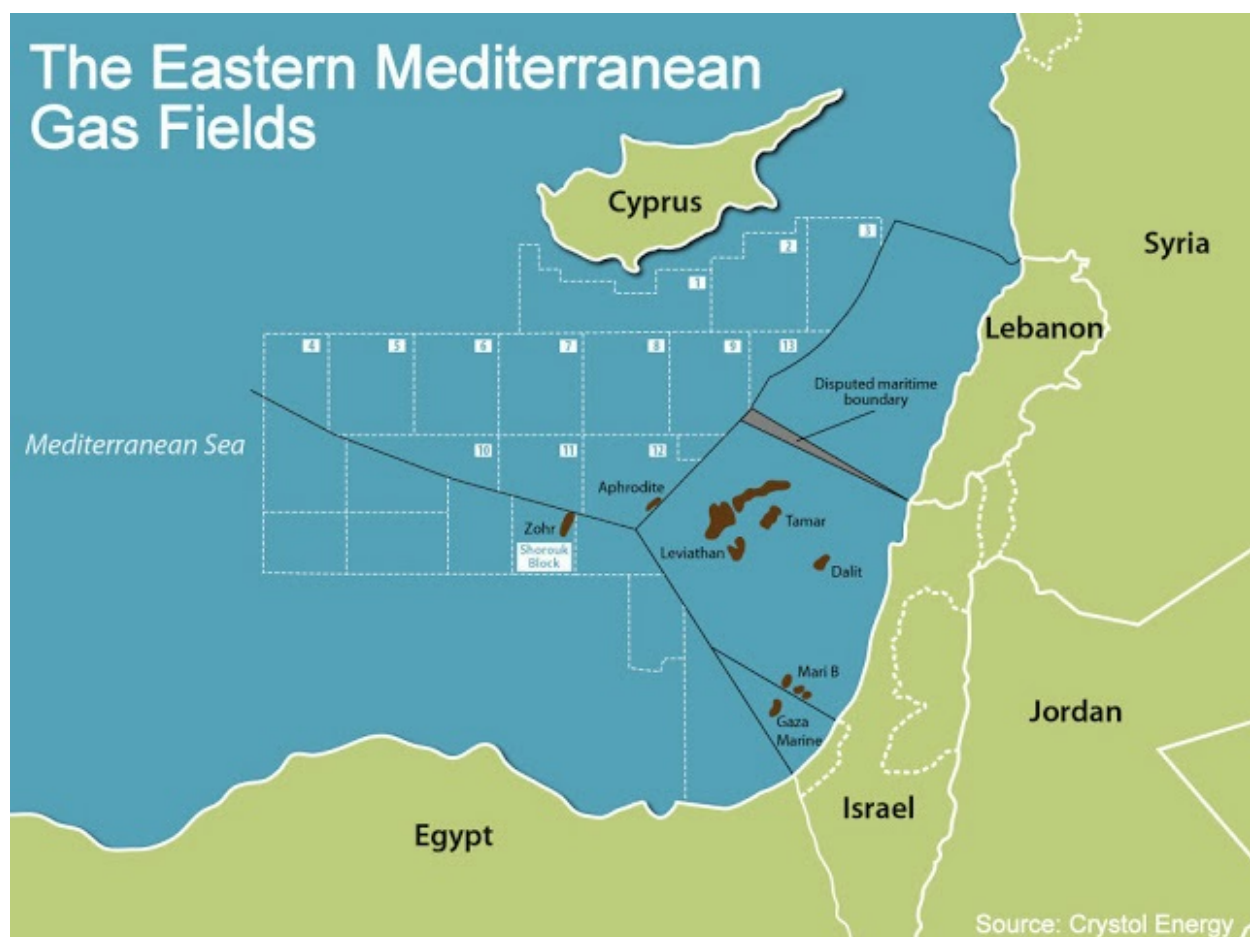 The Eastern Mediterranean
Gas Fields
Cyprus
Syria
3
2
1
Lebanon
4
5
6
7
8
9
13
Disputed maritime
boundary
Mediterranean Sea
10
11
12
Aphrodite
Zohr
Tamar
Shorouk
Block
Leviathan
Dalit
Mari B
Gaza
Marine
Jordan
Israel
Egypt
Source: Crystol Energy